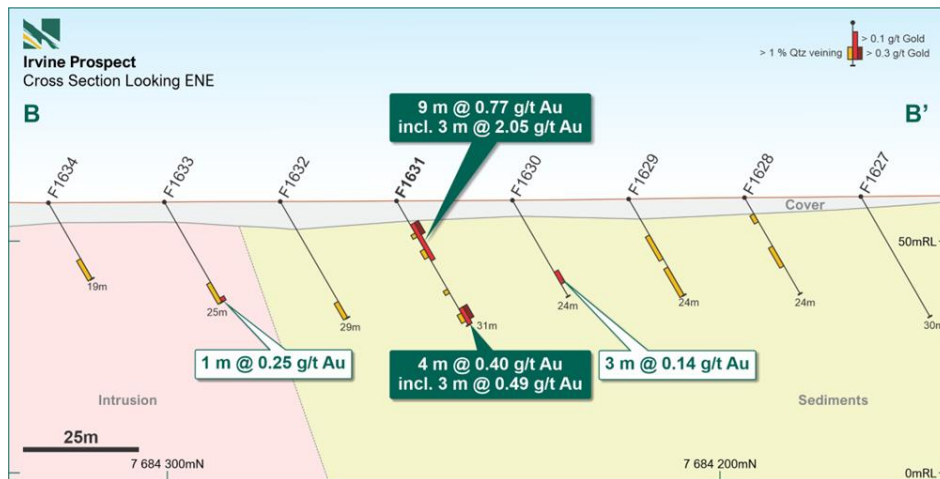 Irvine Prospect
Cross Section Looking ENE
> 0.1 g/t Gold
> 1 % Qtz veining
> 0.3 g/t Gold
B
B'
9 m @ 0.77 g/t Au
incl. 3 m @ 2.05 g/t Au
F1634
F1633
F1632
F1631
F1630
F1629
F1628
F1627
Cover
50mRL
19m
25m
29m
31m
24m
24m
24m
30m
1 m @ 0.25 g/t Au
4 m @ 0.40 g/t Au
incl. 3 m @ 0.49 g/t Au
3 m @ 0.14 g/t Au
Intrusion
Sediments
25m
7 684 300mN
7 684 200mN
0mRL